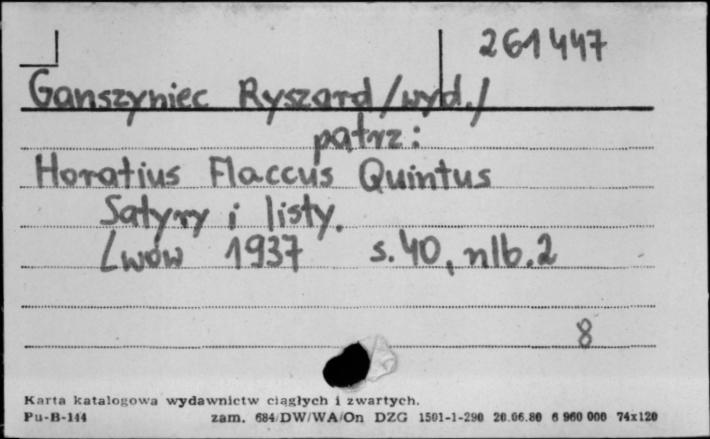 261447
Ganszyniec Ryszard /wyd./
patrz:
Horatius Flaccus Quintus
Satyry i listy.
Lwów 1937 s. 40, nlb. 2
8
Karta katalogowa wydawnictw ciągłych i zwartych.
Pu-B-144 zam. 684/DW/WA/On DZG 1501-1-290 20.06.80 6 960 000 74x120